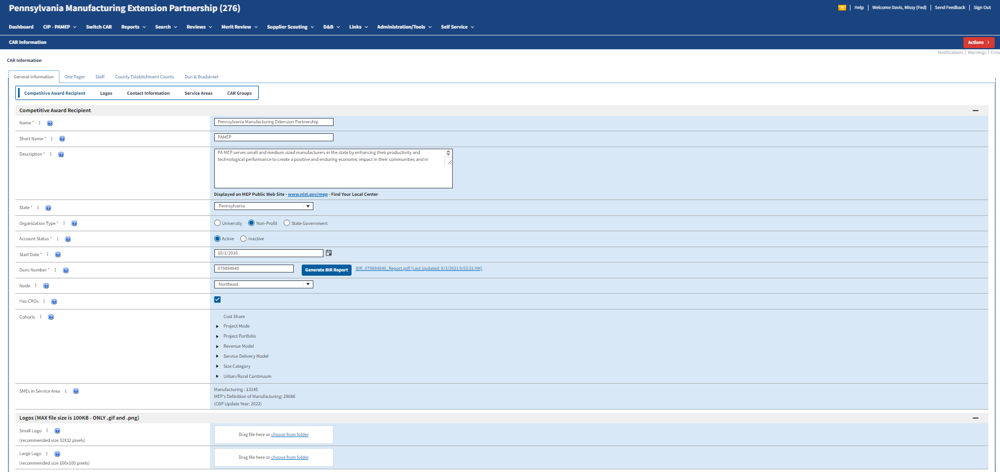 Pennsylvania Manufacturing Extension Partnership (276)
Help | Welcome Davis, Missy (Fed) | Send Feedback | Sign Out
Dashboard CIP - PAMEP Switch CAR Reports Search Reviews Merit Review Supplier Scouting D&B Links Administration/Tools Self Service
CAR Information
Actions
Notifications | Warnings | Erro
CAR Information
General Information One Pager Staff County Establishment Counts Dun & Bradstreet
Competitive Award Recipient Logos Contact Information Service Areas CAR Groups
Competitive Award Recipient
Name * Pennsylvania Manufacturing Extension Partnership
Short Name * PAMEP
Description * PA MEP serves small and medium sized manufacturers in the state by enhancing their productivity and
technological performance to create a positive and enduring economic impact in their communities and in
Displayed on MEP Public Web Site - www.nist.gov/mep - Find Your Local Center
State * Pennsylvania
Organization Type * University Non-Profit State Government
Account Status * Active Inactive
Start Date * 10/1/2016
Duns Number * 079894840 Generate BIR Report BIR_079894840_Report.pdf (Last Updated: 8/3/2021 9:53:31 AM)
Node Northeast
Has CROs
Cohorts Cost Share
Project Mode
Project Portfolio
Revenue Model
Service Delivery Model
Size Category
Urban/Rural Continuum
SMEs in Service Area Manufacturing : 13245
MEP's Definition of Manufacturing: 29686
(CBP Update Year: 2022)
Logos (MAX file size is 100KB - ONLY .gif and .png)
Small Logo
(recommended size 32X32 pixels)
Drag file here or choose from folder
Large Logo
(recommended size 100x100 pixels)
Drag file here or choose from folder